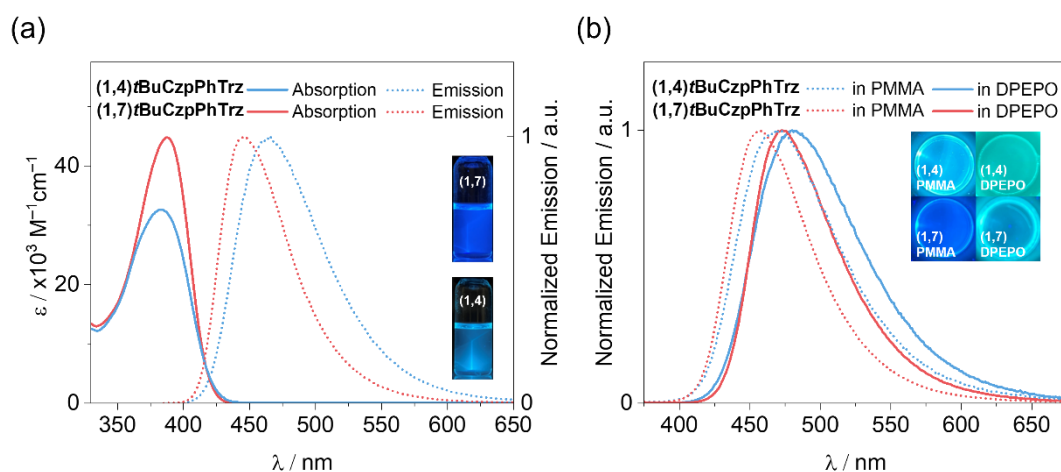 (a)
(1,4)tBuCzpPhTrz Absorption Emission
(1,7)tBuCzpPhTrz Absorption Emission
ε / x10³ M⁻¹cm⁻¹
40
20
0
350 400 450 500 550 600 650
λ / nm
1
0
Normalized Emission / a.u.
(1,7)
(1,4)
(b)
(1,4)tBuCzpPhTrz in PMMA in DPEPO
(1,7)tBuCzpPhTrz in PMMA in DPEPO
Normalized Emission / a.u.
1
0
400 450 500 550 600 650
λ / nm
(1,4) (1,4)
PMMA DPEPO
(1,7) (1,7)
PMMA DPEPO